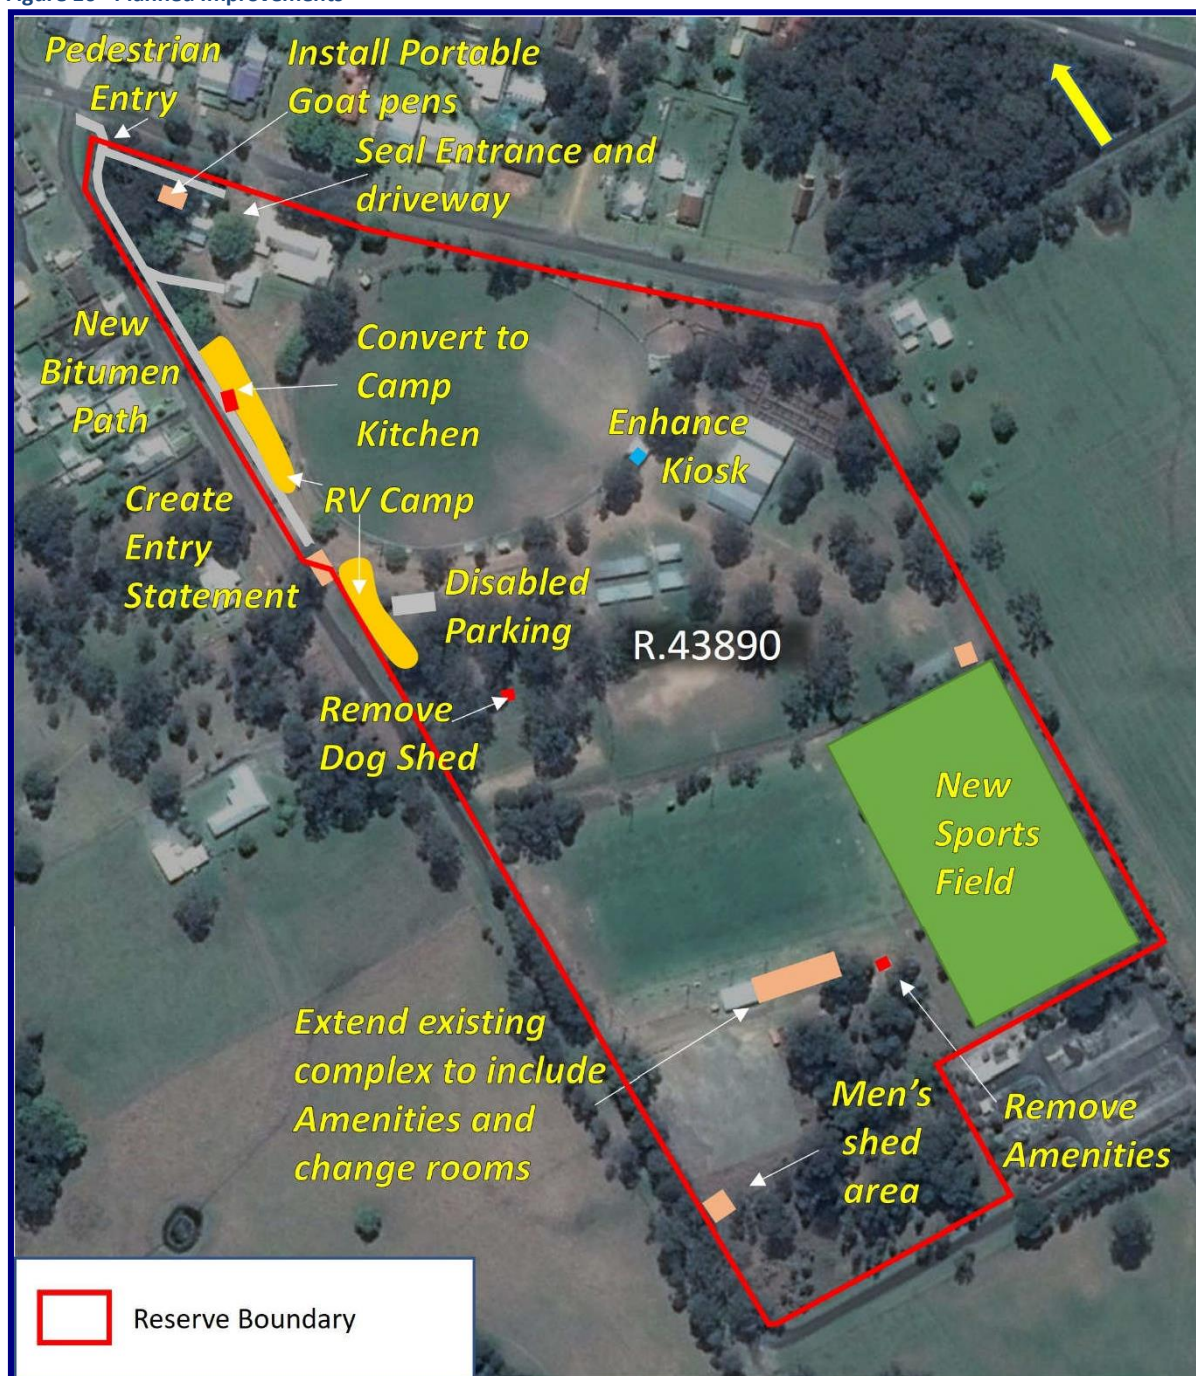 Pedestrian
Entry
Install Portable
Goat pens
Seal Entrance and
driveway
New
Bitumen
Path
Convert to
Camp
Kitchen
Enhance
Kiosk
Create
Entry
Statement
RV Camp
Disabled
Parking
R.43890
Remove
Dog Shed
New
Sports
Field
Extend existing
complex to include
Amenities and
change rooms
Men’s
shed
area
Remove
Amenities
Reserve Boundary